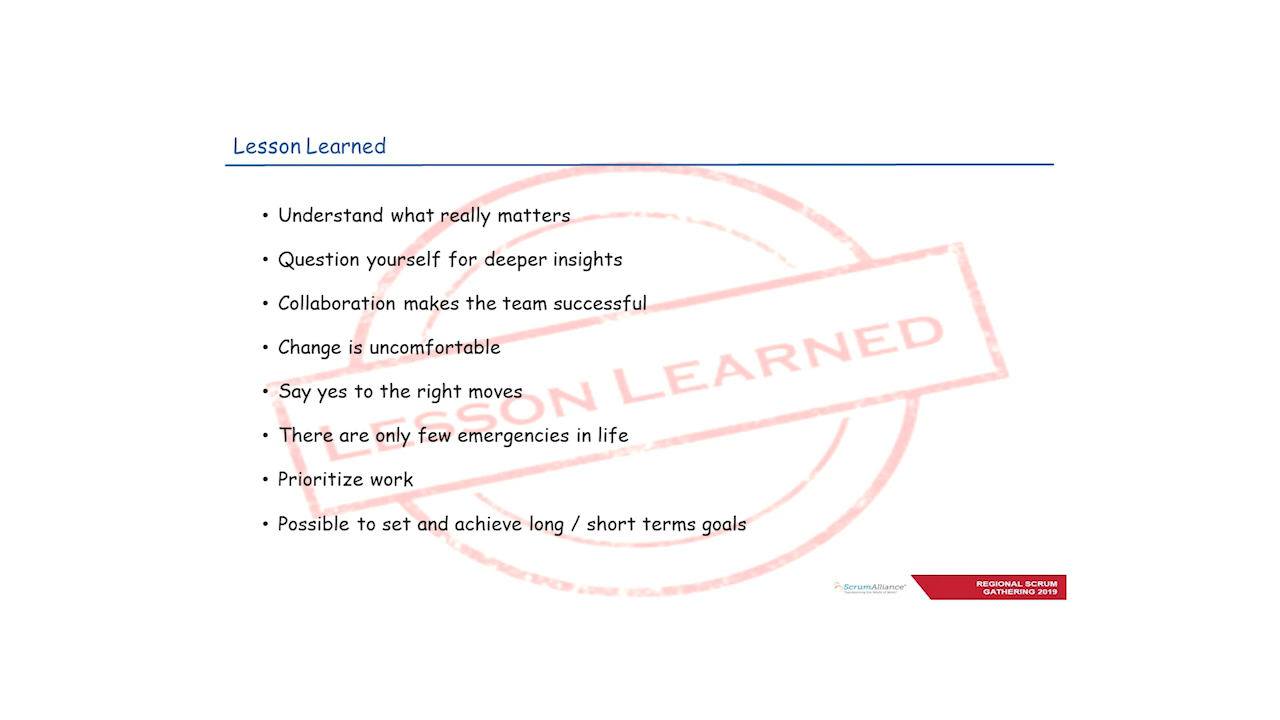 Lesson Learned
• Understand what really matters
• Question yourself for deeper insights
• Collaboration makes the team successful
• Change is uncomfortable
• Say yes to the right moves
• There are only few emergencies in life
• Prioritize work
• Possible to set and achieve long / short terms goals
LESSON LEARNED
ScrumAlliance®
REGIONAL SCRUM
GATHERING 2019